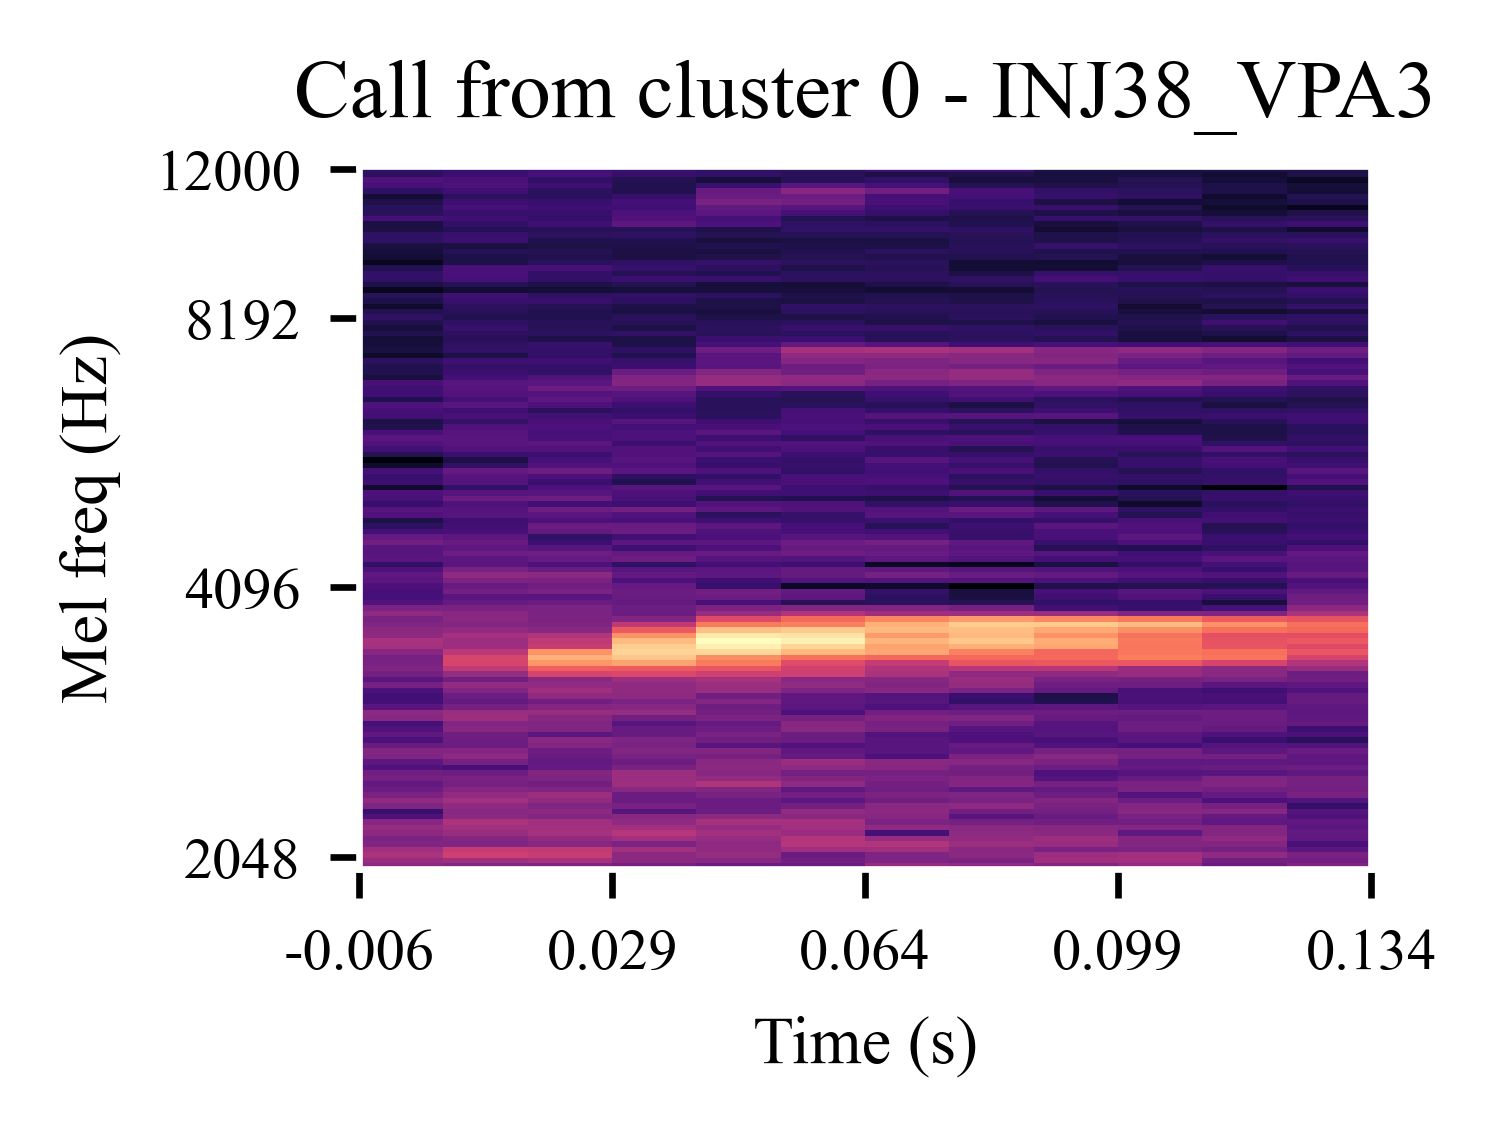 Call from cluster 0 - INJ38_VPA3
12000
8192
4096
2048
Mel freq (Hz)
-0.006 0.029 0.064 0.099 0.134
Time (s)